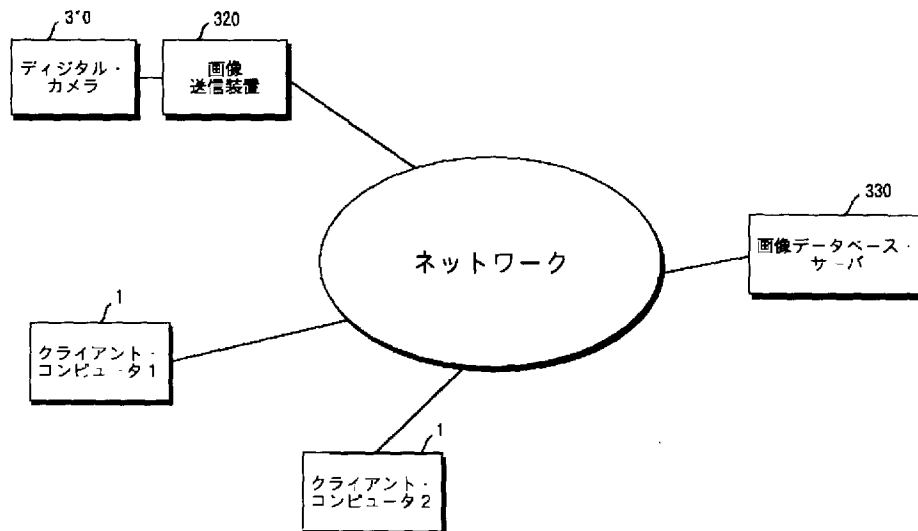 310
320
ディジタル・
カメラ
画像
送信装置
330
画像データベース・
サーバ
ネットワーク
1
クライアント・
コンピュータ1
1
クライアント・
コンピュータ2